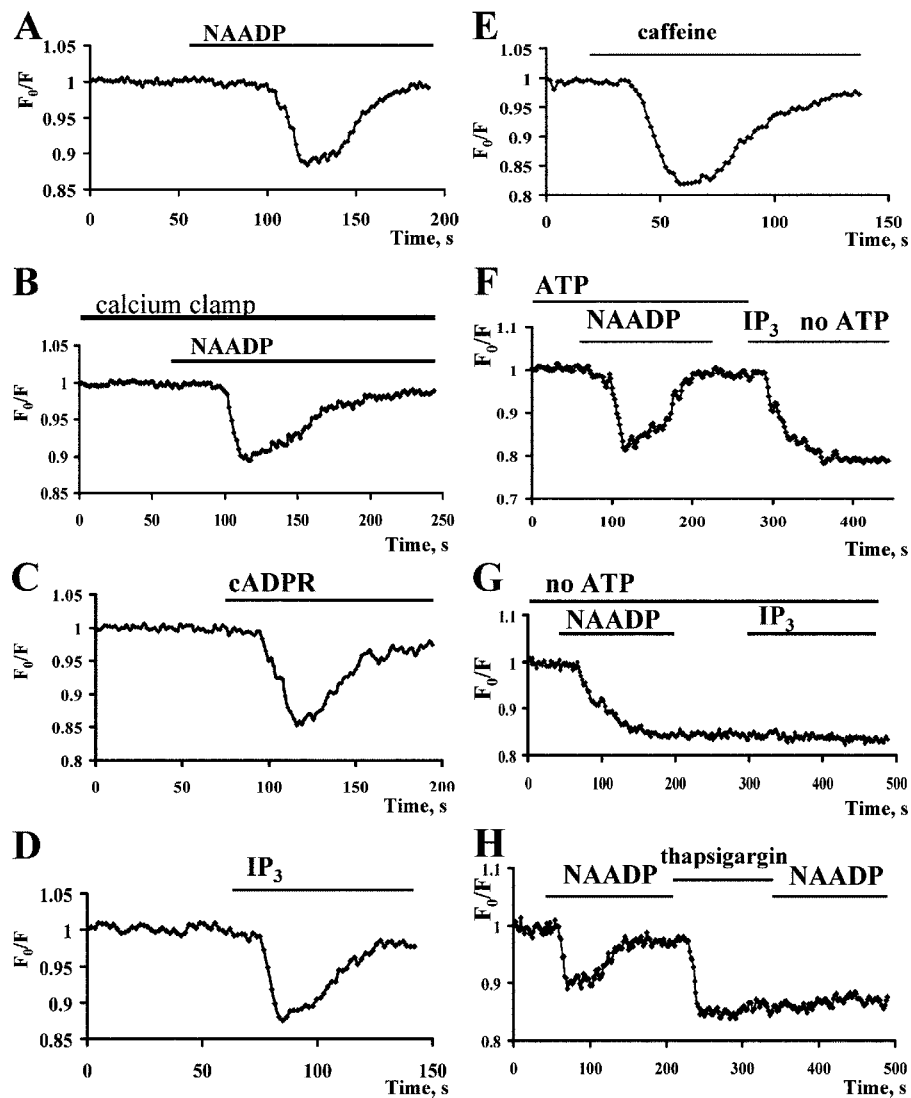 A
NAADP
1.05
1
0.95
0.9
0.85
F0/F
0 50 100 150 200
Time, s
B
calcium clamp
NAADP
1.05
1
0.95
0.9
0.85
F0/F
0 50 100 150 200 250
Time, s
C
cADPR
1.05
1
0.95
0.9
0.85
0.8
F0/F
0 50 100 150 200
Time, s
D
IP3
1.05
1
0.95
0.9
0.85
F0/F
0 50 100 150
Time, s
E
caffeine
1.05
1
0.95
0.9
0.85
0.8
F0/F
0 50 100 150
Time, s
F
ATP
NAADP IP3 no ATP
1.1
1
0.9
0.8
0.7
F0/F
0 100 200 300 400
Time, s
G
no ATP
NAADP IP3
1.1
1
0.9
0.8
F0/F
0 100 200 300 400 500
Time, s
H
thapsigargin
NAADP NAADP
1.1
1
0.9
0.8
F0/F
0 100 200 300 400 500
Time, s